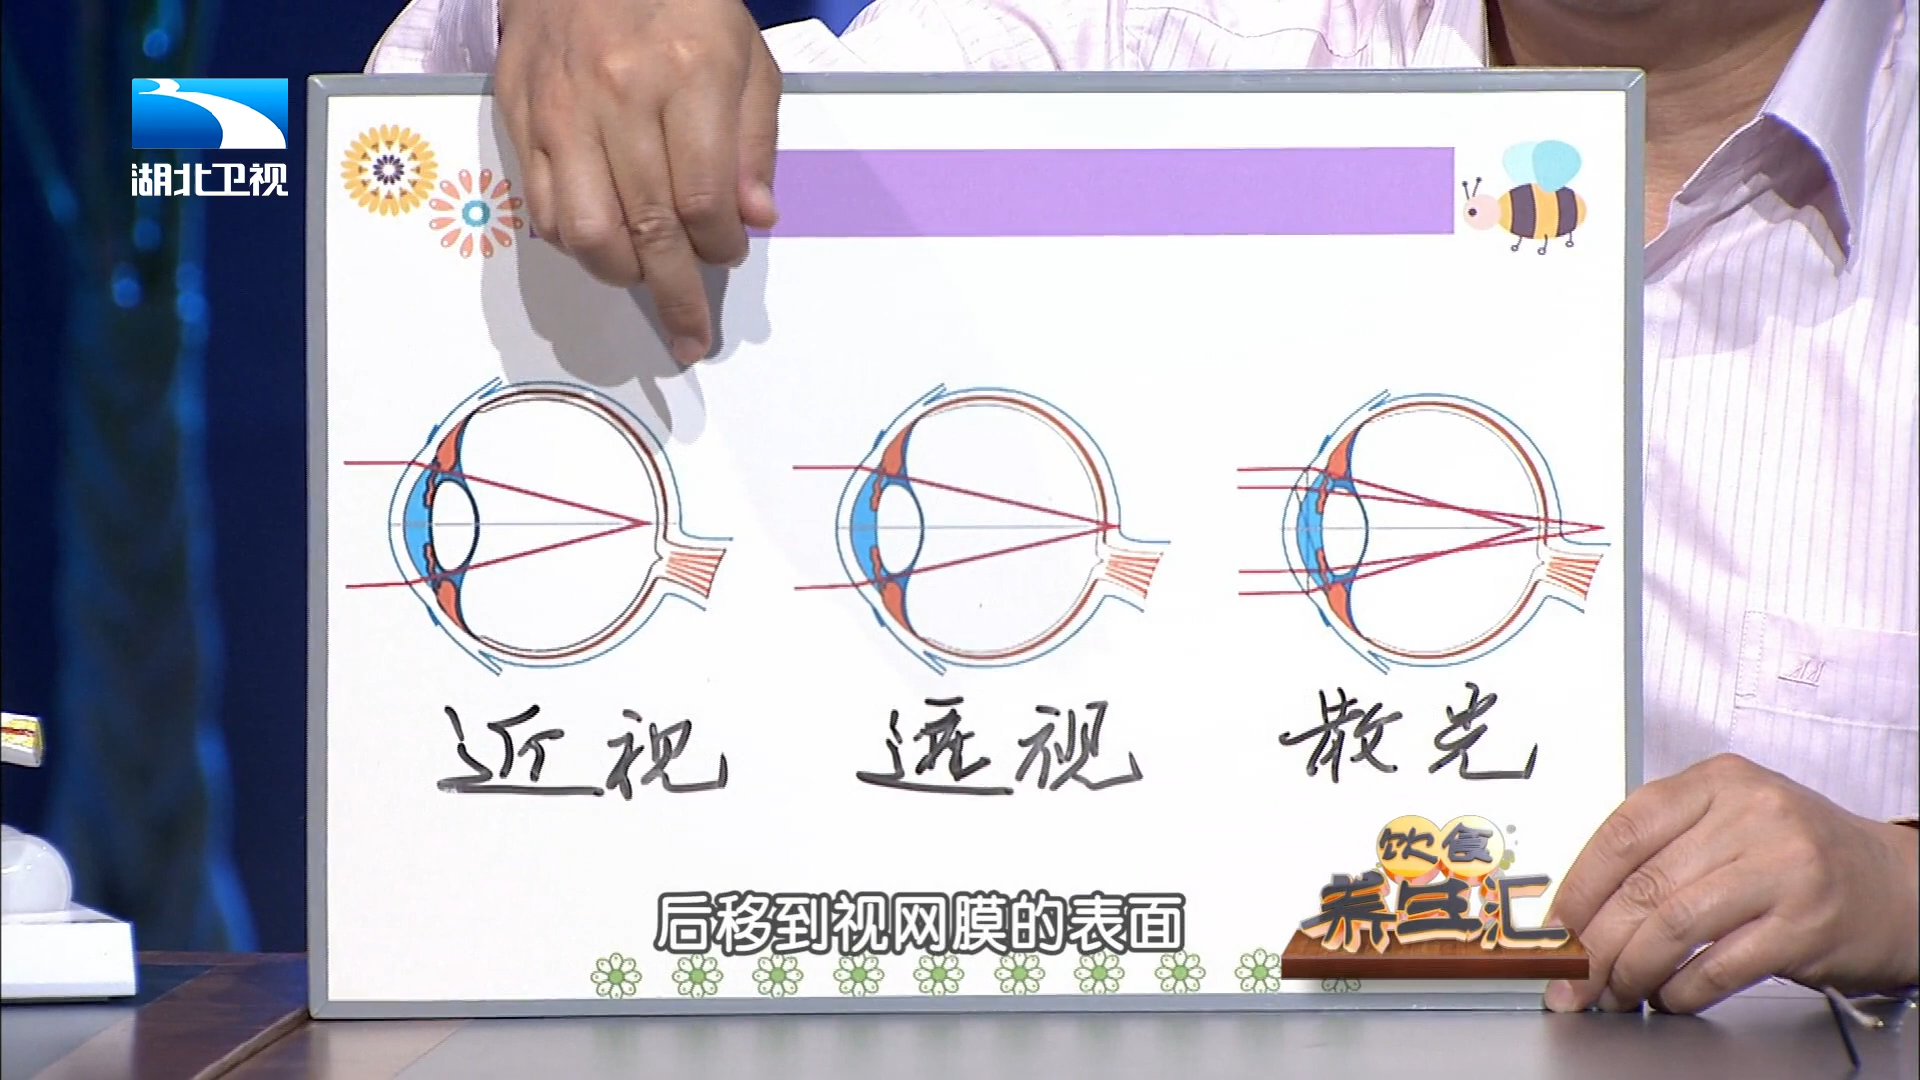 湖北卫视
近视 远视 散光
饮食
养生汇
后移到视网膜的表面